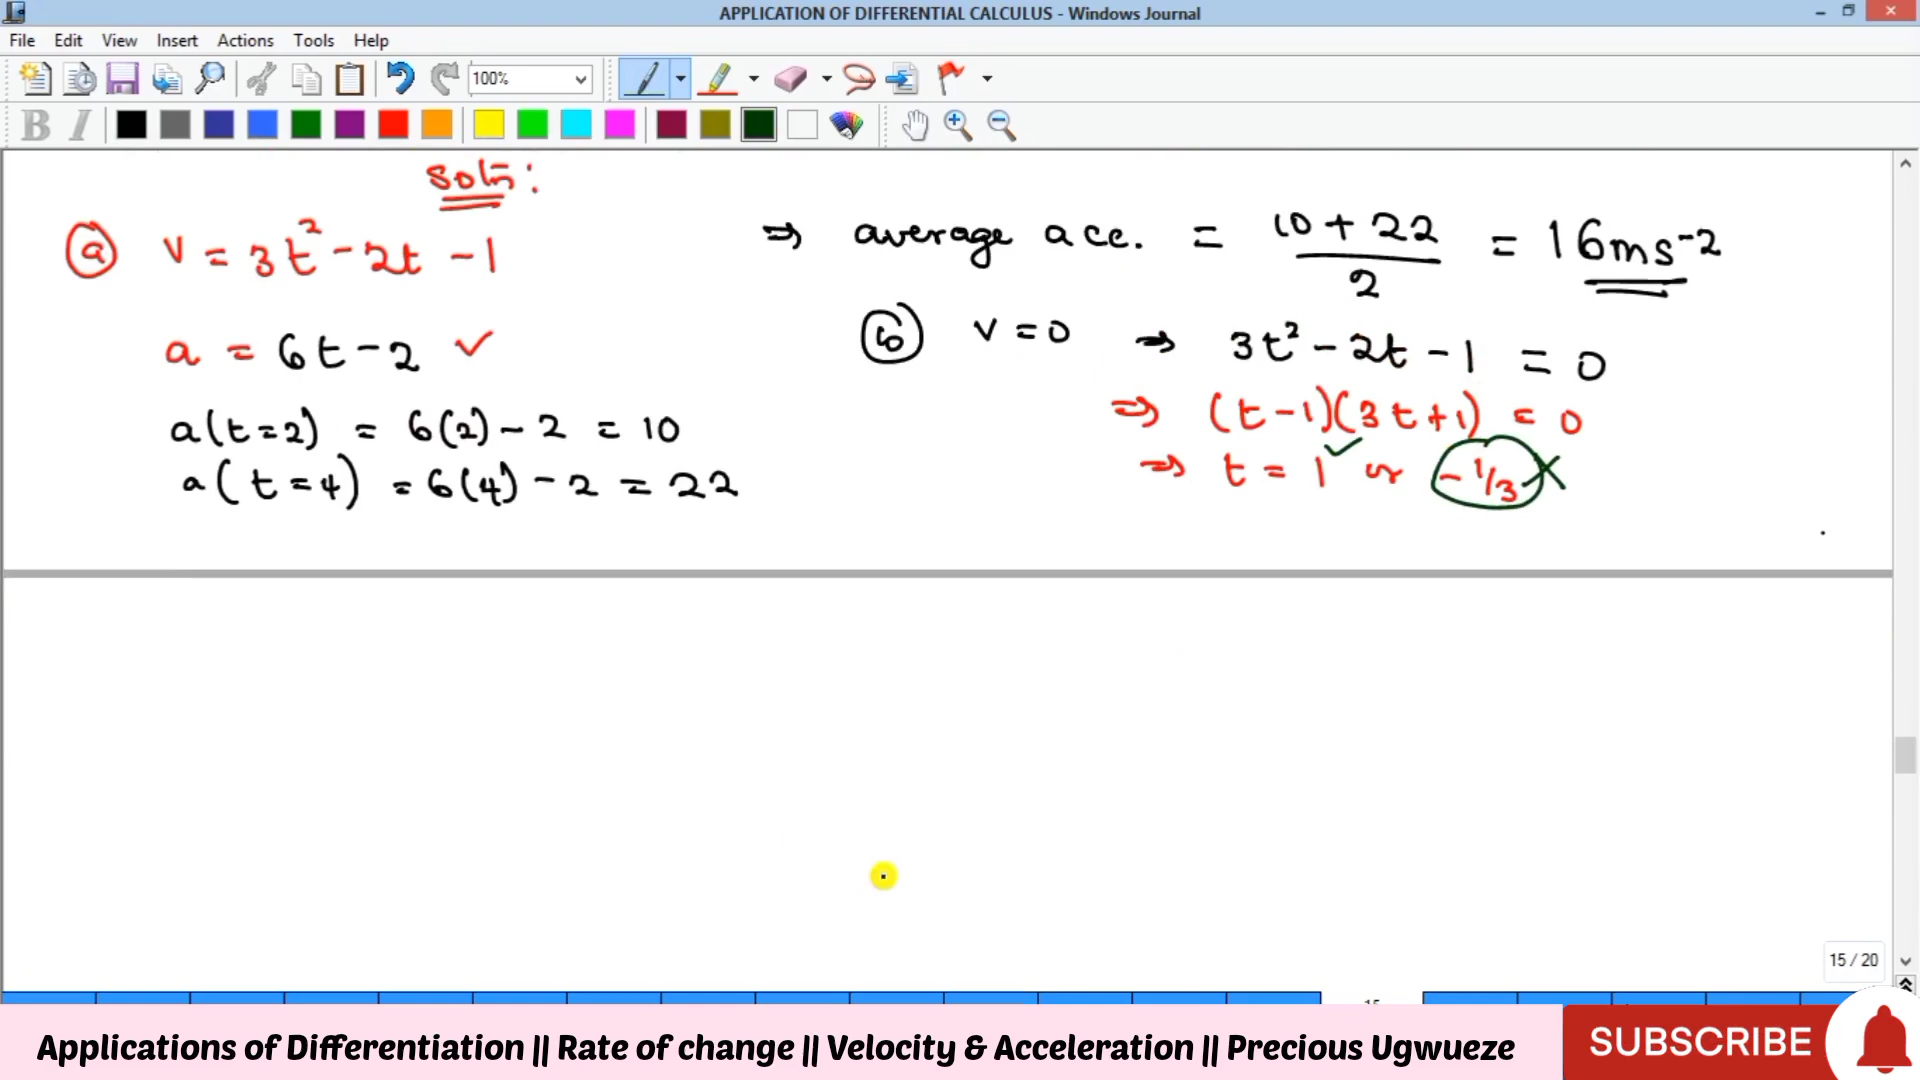 APPLICATION OF DIFFERENTIAL CALCULUS - Windows Journal
File Edit View Insert Actions Tools Help
100%
B I
Soln:
(a) v = 3t² - 2t - 1
a = 6t - 2 ✓
a(t=2) = 6(2) - 2 = 10
a(t=4) = 6(4) - 2 = 22
⇒ average acc. = (10 + 22)/2 = 16ms⁻²
(b) v = 0 ⇒ 3t² - 2t - 1 = 0
⇒ (t-1)(3t+1) = 0
⇒ t = 1 ✓ or -1/3 ✗
15 / 20
Applications of Differentiation || Rate of change || Velocity & Acceleration || Precious Ugwueze
SUBSCRIBE